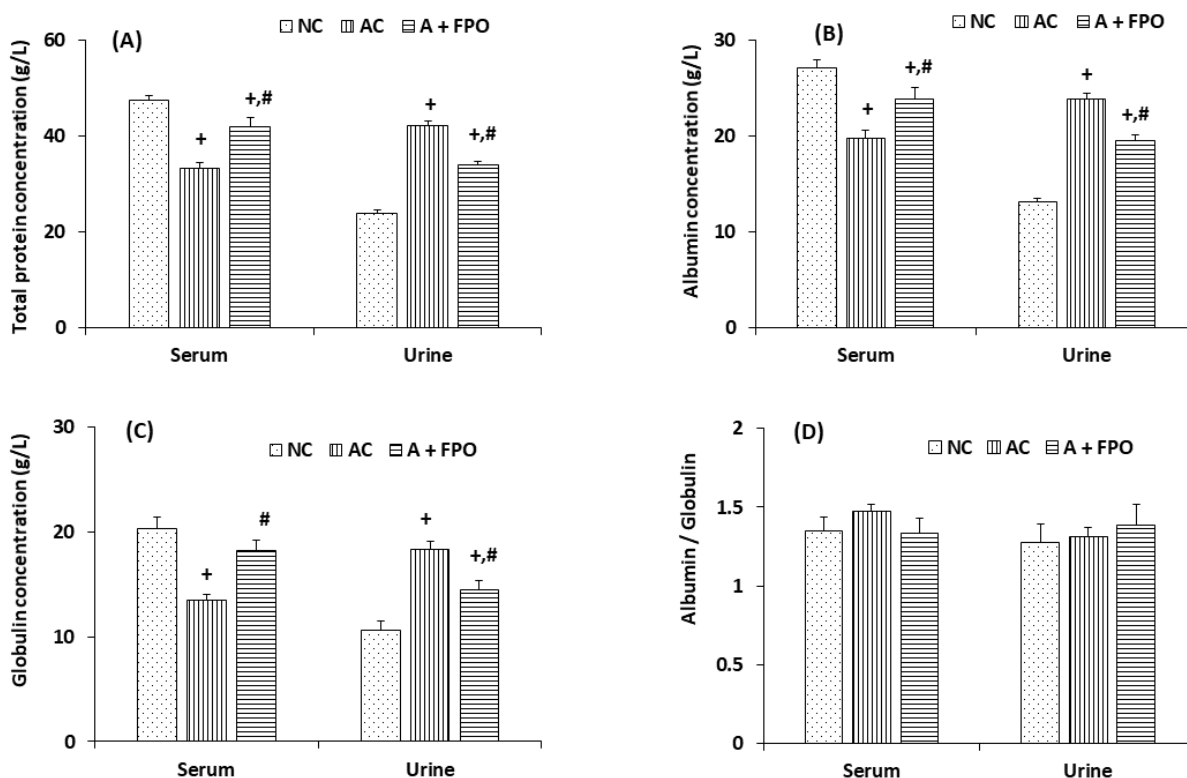 (A)
NC AC A + FPO
Total protein concentration (g/L)
60
40
20
0
+
+,#
+
+,#
Serum Urine
(B)
NC AC A + FPO
Albumin concentration (g/L)
30
20
10
0
+
+,#
+
+,#
Serum Urine
(C)
NC AC A + FPO
Globulin concentration (g/L)
30
20
10
0
+
#
+
+,#
Serum Urine
(D)
NC AC A + FPO
Albumin / Globulin
2
1.5
1
0.5
0
Serum Urine